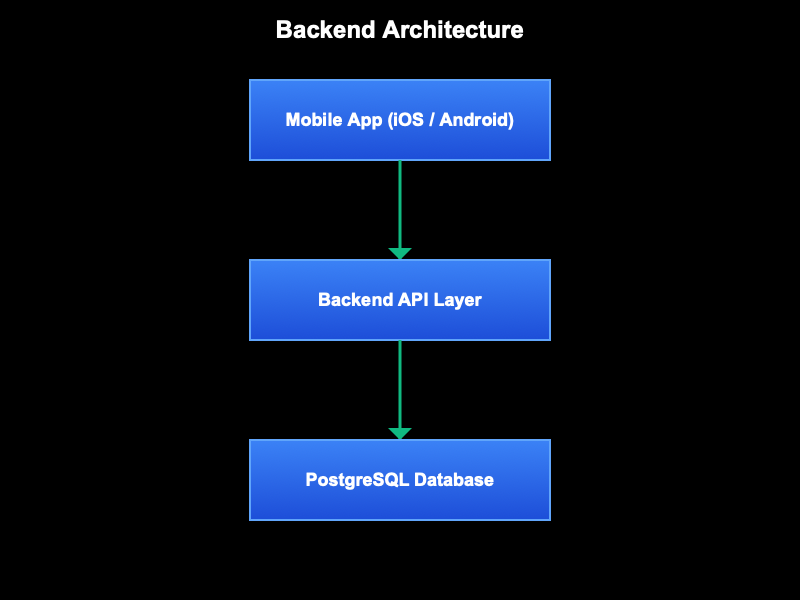 Backend Architecture
Mobile App (iOS / Android)
Backend API Layer
PostgreSQL Database